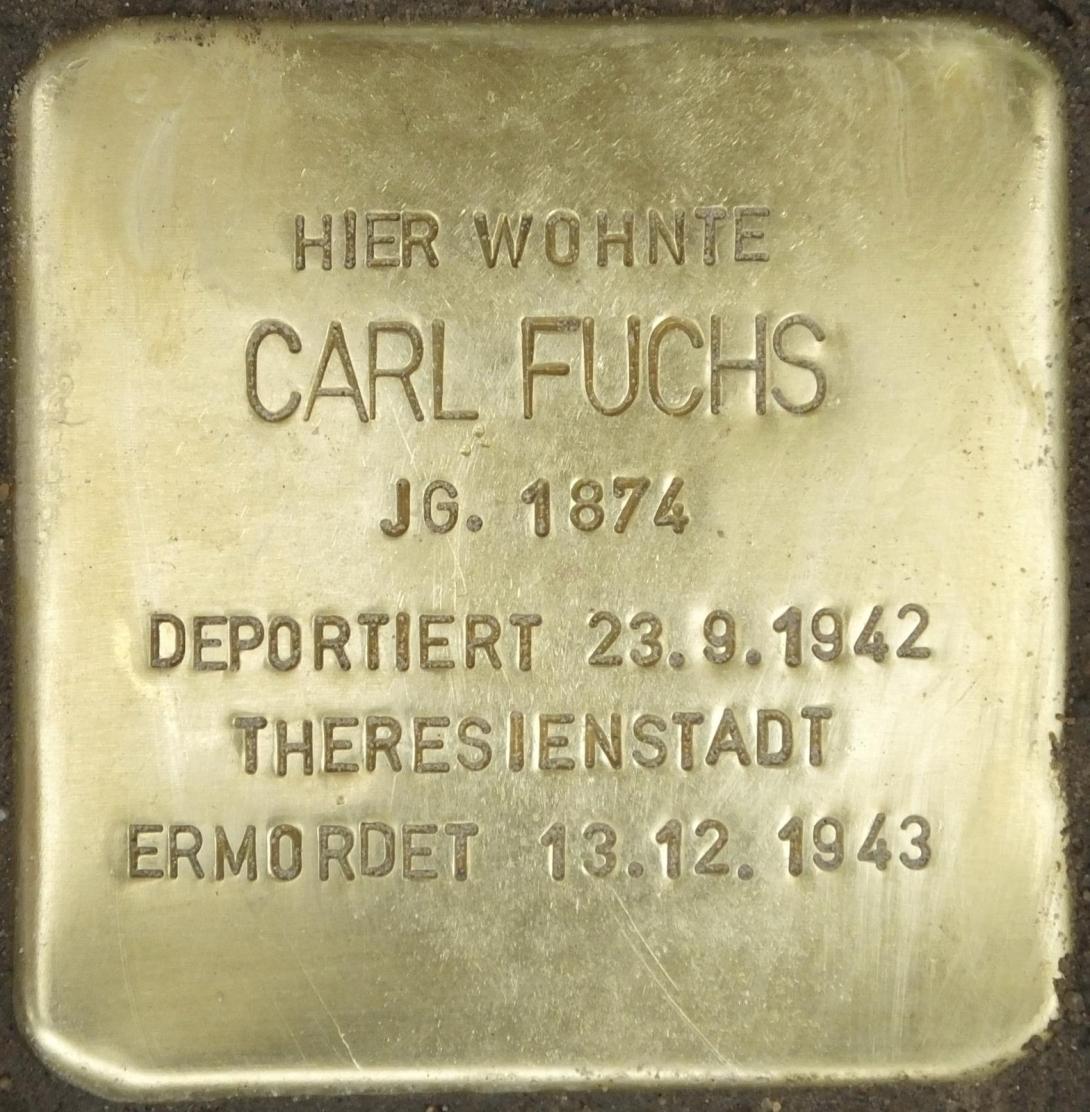 HIER WOHNTE
CARL FUCHS
JG. 1874
DEPORTIERT 23.9.1942
THERESIENSTADT
ERMORDET 13.12.1943